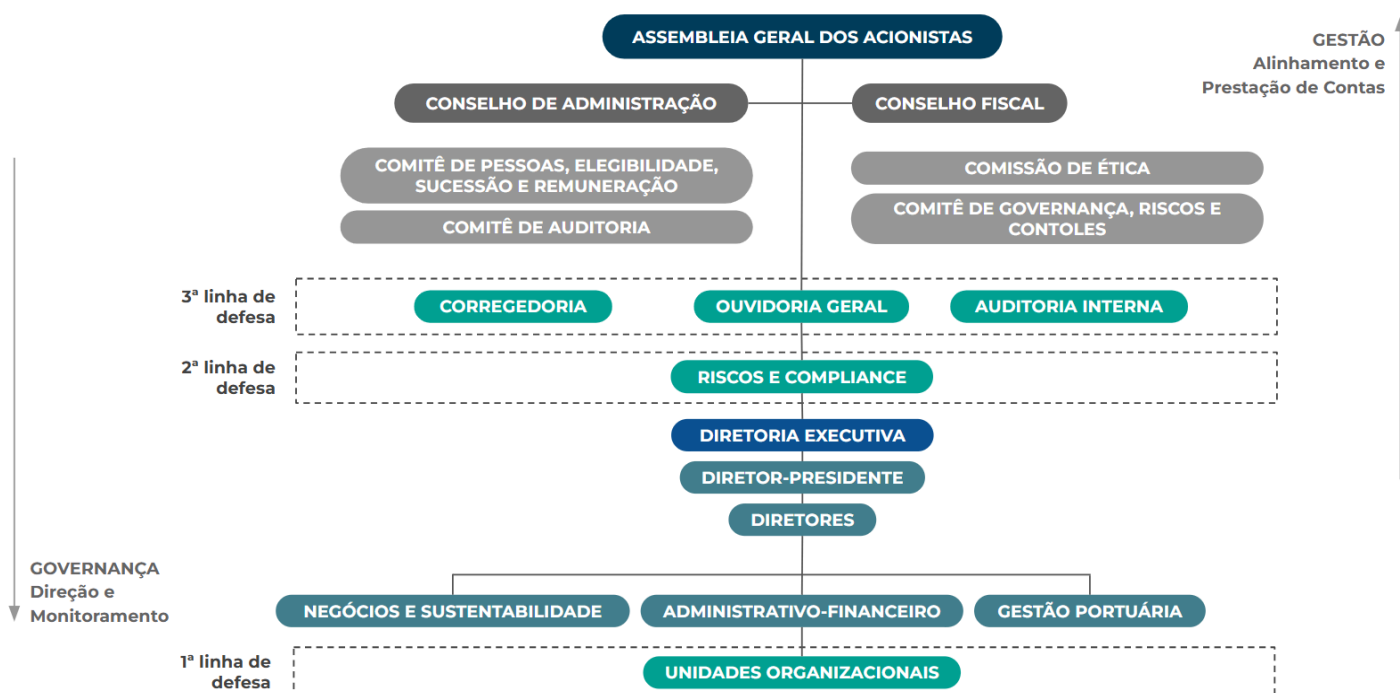 ASSEMBLEIA GERAL DOS ACIONISTAS
GESTÃO
Alinhamento e
Prestação de Contas
CONSELHO DE ADMINISTRAÇÃO
CONSELHO FISCAL
COMITÊ DE PESSOAS, ELEGIBILIDADE,
SUCESSÃO E REMUNERAÇÃO
COMISSÃO DE ÉTICA
COMITÊ DE AUDITORIA
COMITÊ DE GOVERNANÇA, RISCOS E
CONTOLES
3ª linha de
defesa
CORREGEDORIA
OUVIDORIA GERAL
AUDITORIA INTERNA
2ª linha de
defesa
RISCOS E COMPLIANCE
DIRETORIA EXECUTIVA
DIRETOR-PRESIDENTE
DIRETORES
GOVERNANÇA
Direção e
Monitoramento
NEGÓCIOS E SUSTENTABILIDADE
ADMINISTRATIVO-FINANCEIRO
GESTÃO PORTUÁRIA
1ª linha de
defesa
UNIDADES ORGANIZACIONAIS